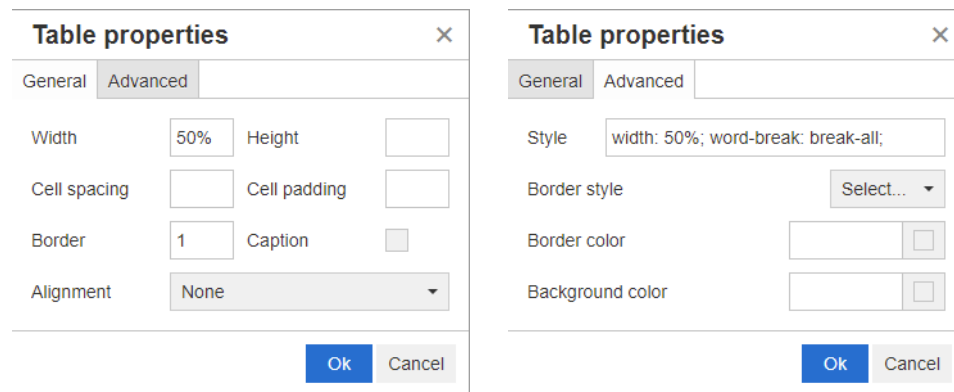 Table properties ×
General Advanced
Width 50% Height
Cell spacing Cell padding
Border 1 Caption
Alignment None
Ok Cancel
Table properties ×
General Advanced
Style width: 50%; word-break: break-all;
Border style Select...
Border color
Background color
Ok Cancel